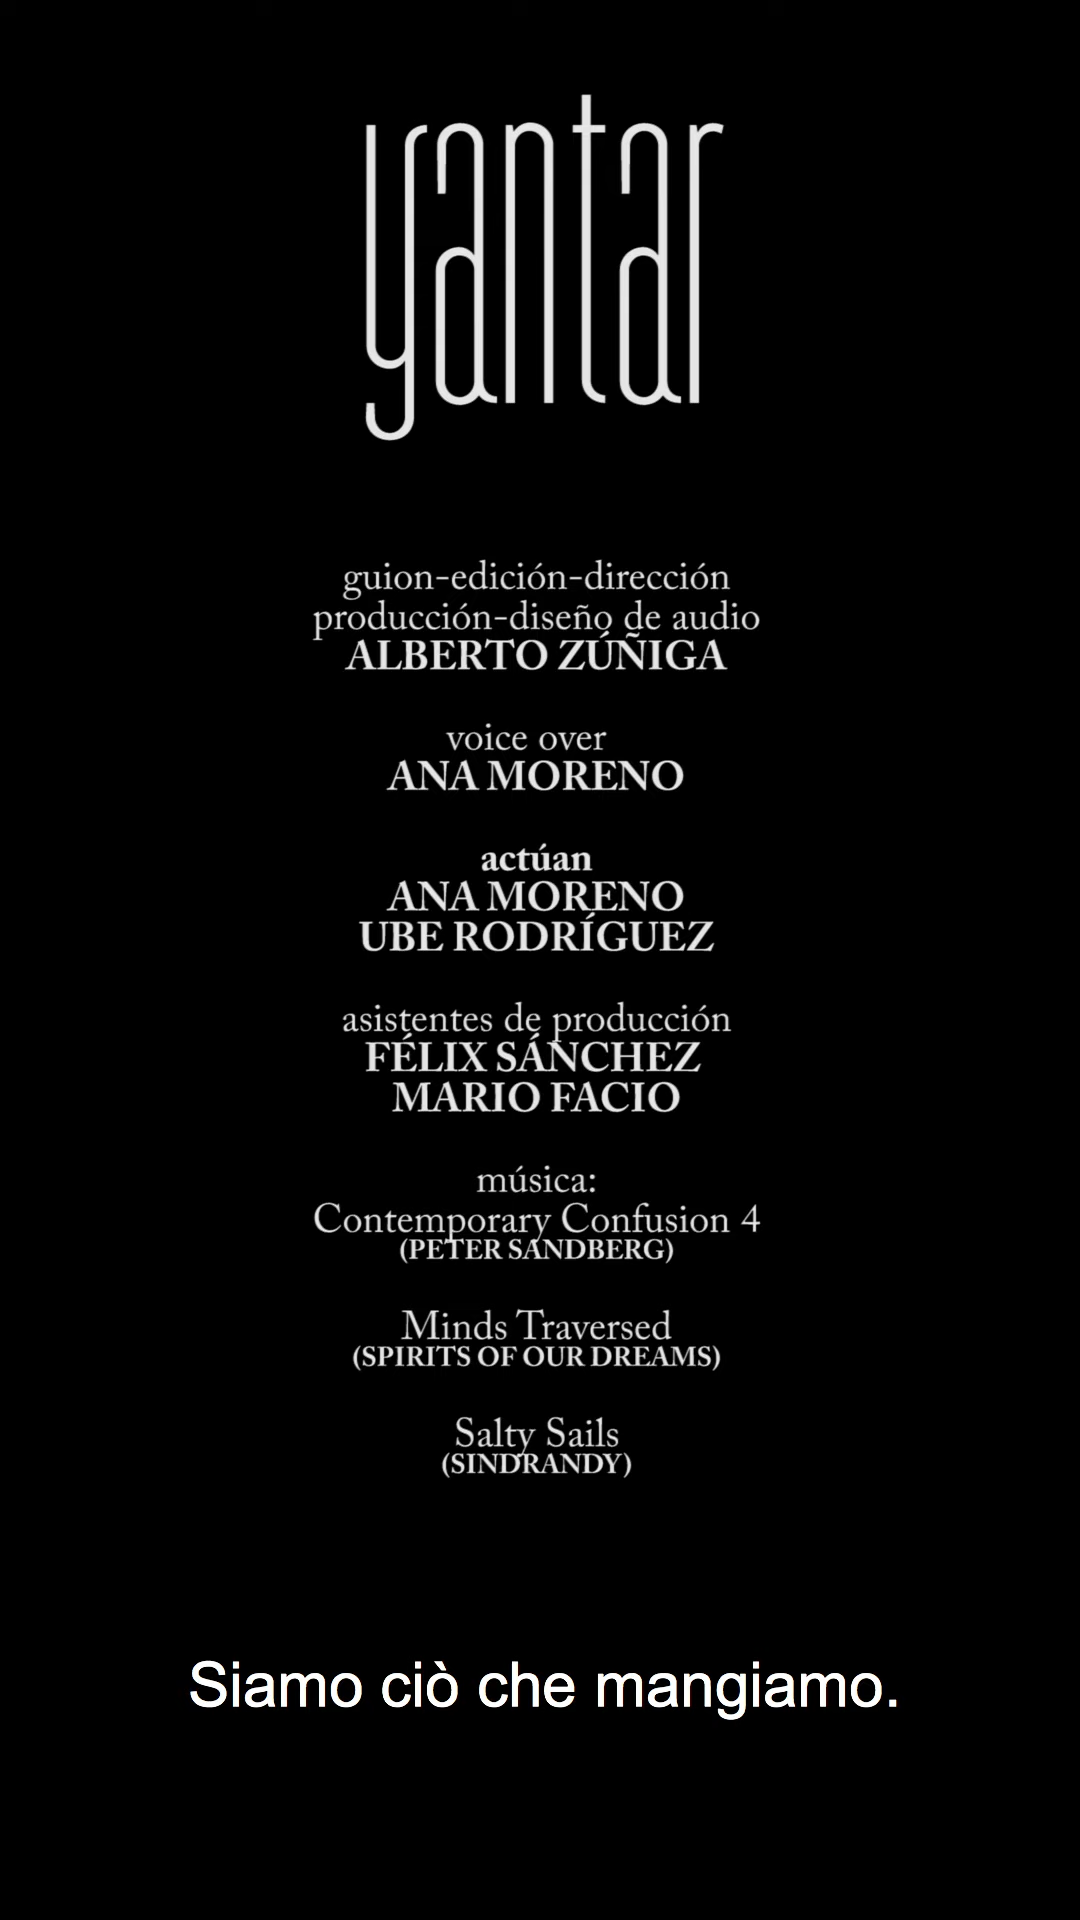 yantar
guion-edición-dirección
producción-diseño de audio
ALBERTO ZÚÑIGA
voice over
ANA MORENO
actúan
ANA MORENO
UBE RODRÍGUEZ
asistentes de producción
FÉLIX SÁNCHEZ
MARIO FACIO
música:
Contemporary Confusion 4
(PETER SANDBERG)
Minds Traversed
(SPIRITS OF OUR DREAMS)
Salty Sails
(SINDRANDY)
Siamo ciò che mangiamo.